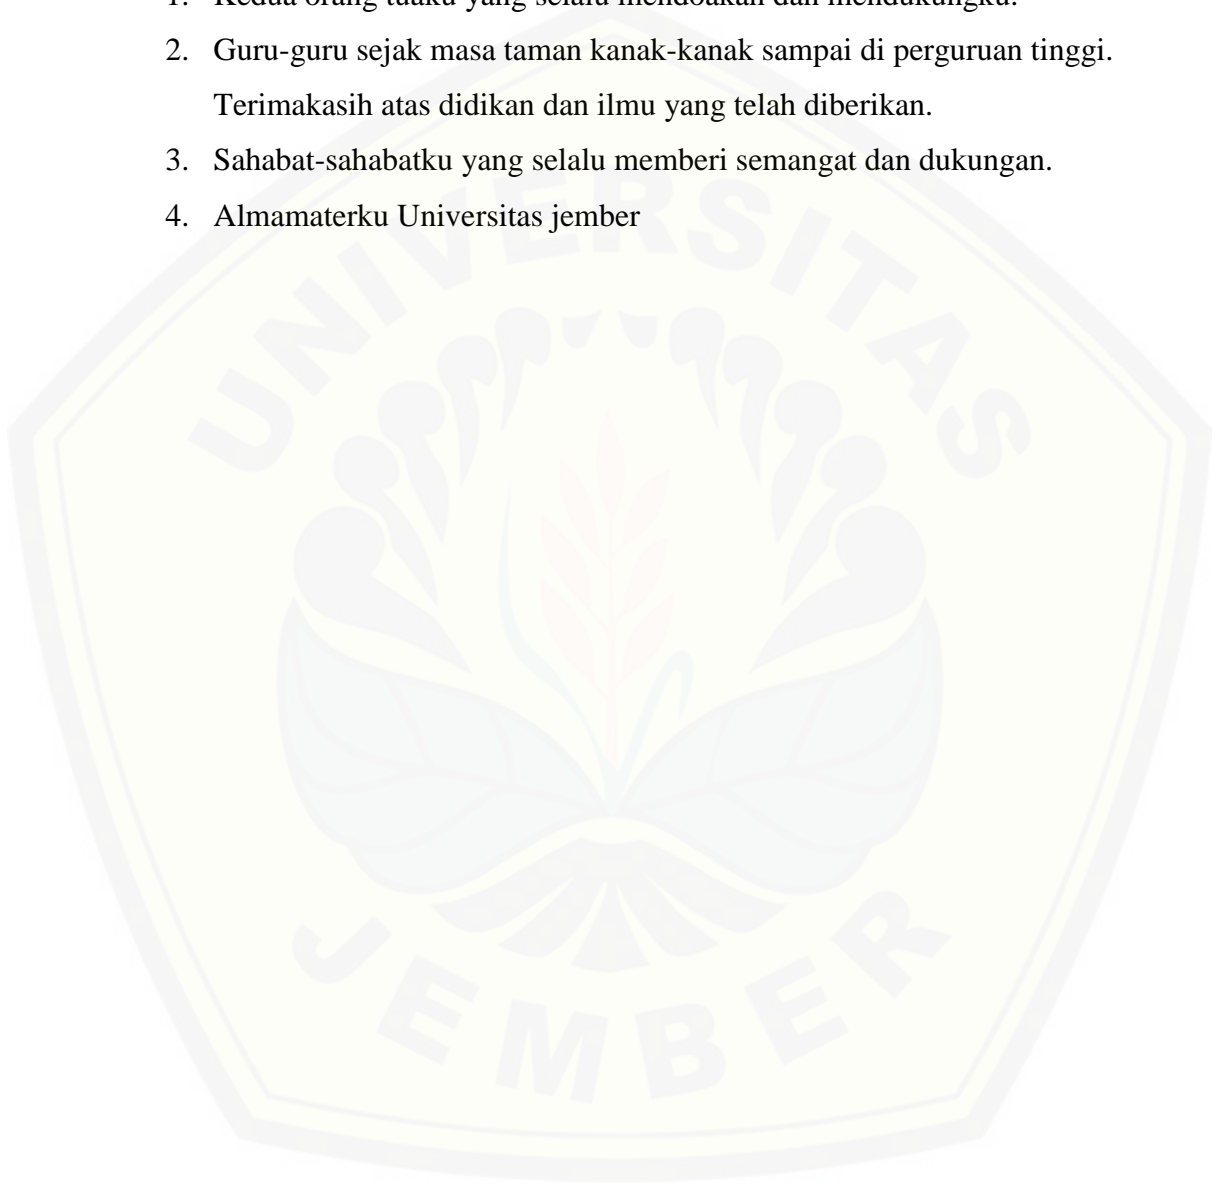 1. Kedua orang tuaku yang selalu mendoakan dan mendukungku.
2. Guru-guru sejak masa taman kanak-kanak sampai di perguruan tinggi.
Terimakasih atas didikan dan ilmu yang telah diberikan.
3. Sahabat-sahabatku yang selalu memberi semangat dan dukungan.
4. Almamaterku Universitas jember
UNIVERSITAS
JEMBER